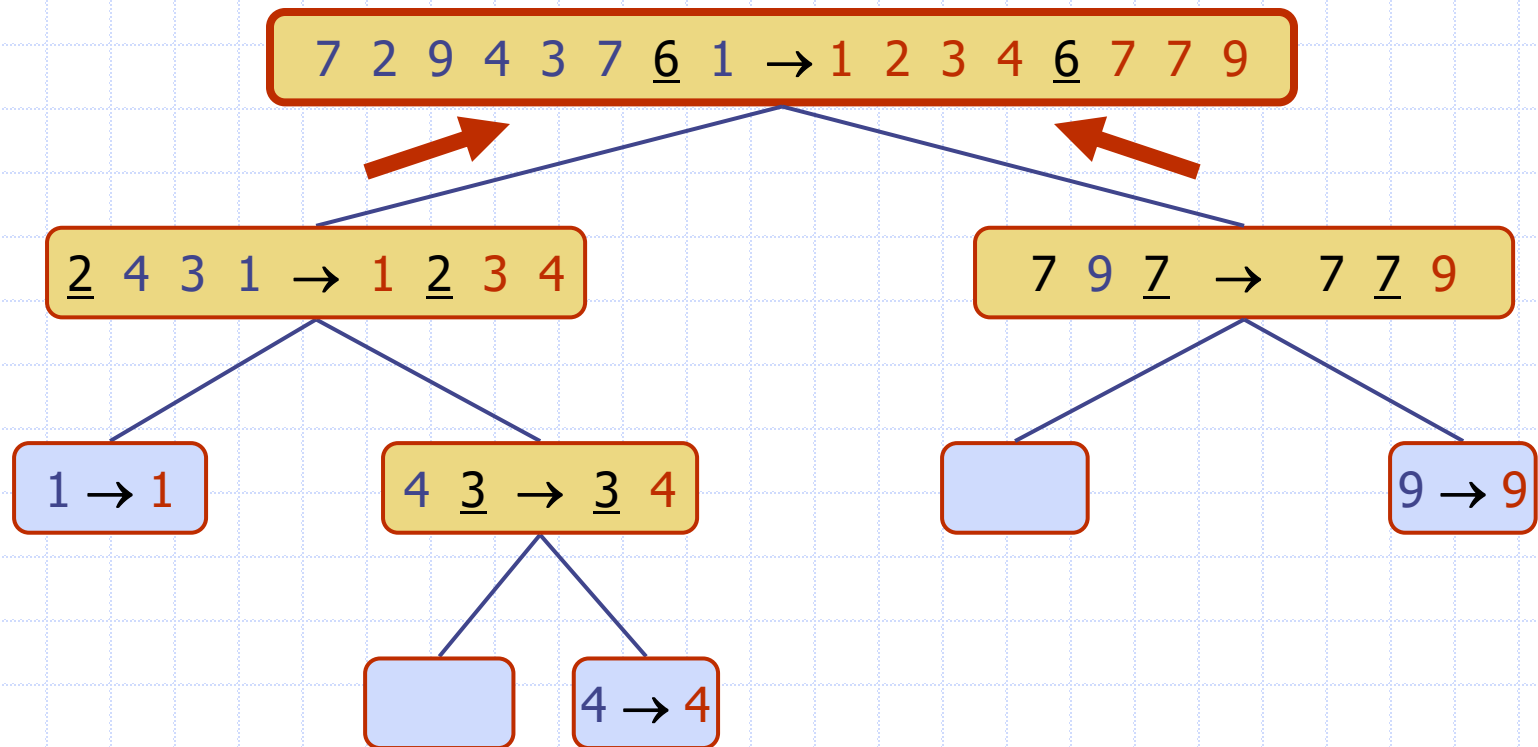 7 2 9 4 3 7 6 1 → 1 2 3 4 6 7 7 9
2 4 3 1 → 1 2 3 4
7 9 7 → 7 7 9
1 → 1
4 3 → 3 4
9 → 9
4 → 4